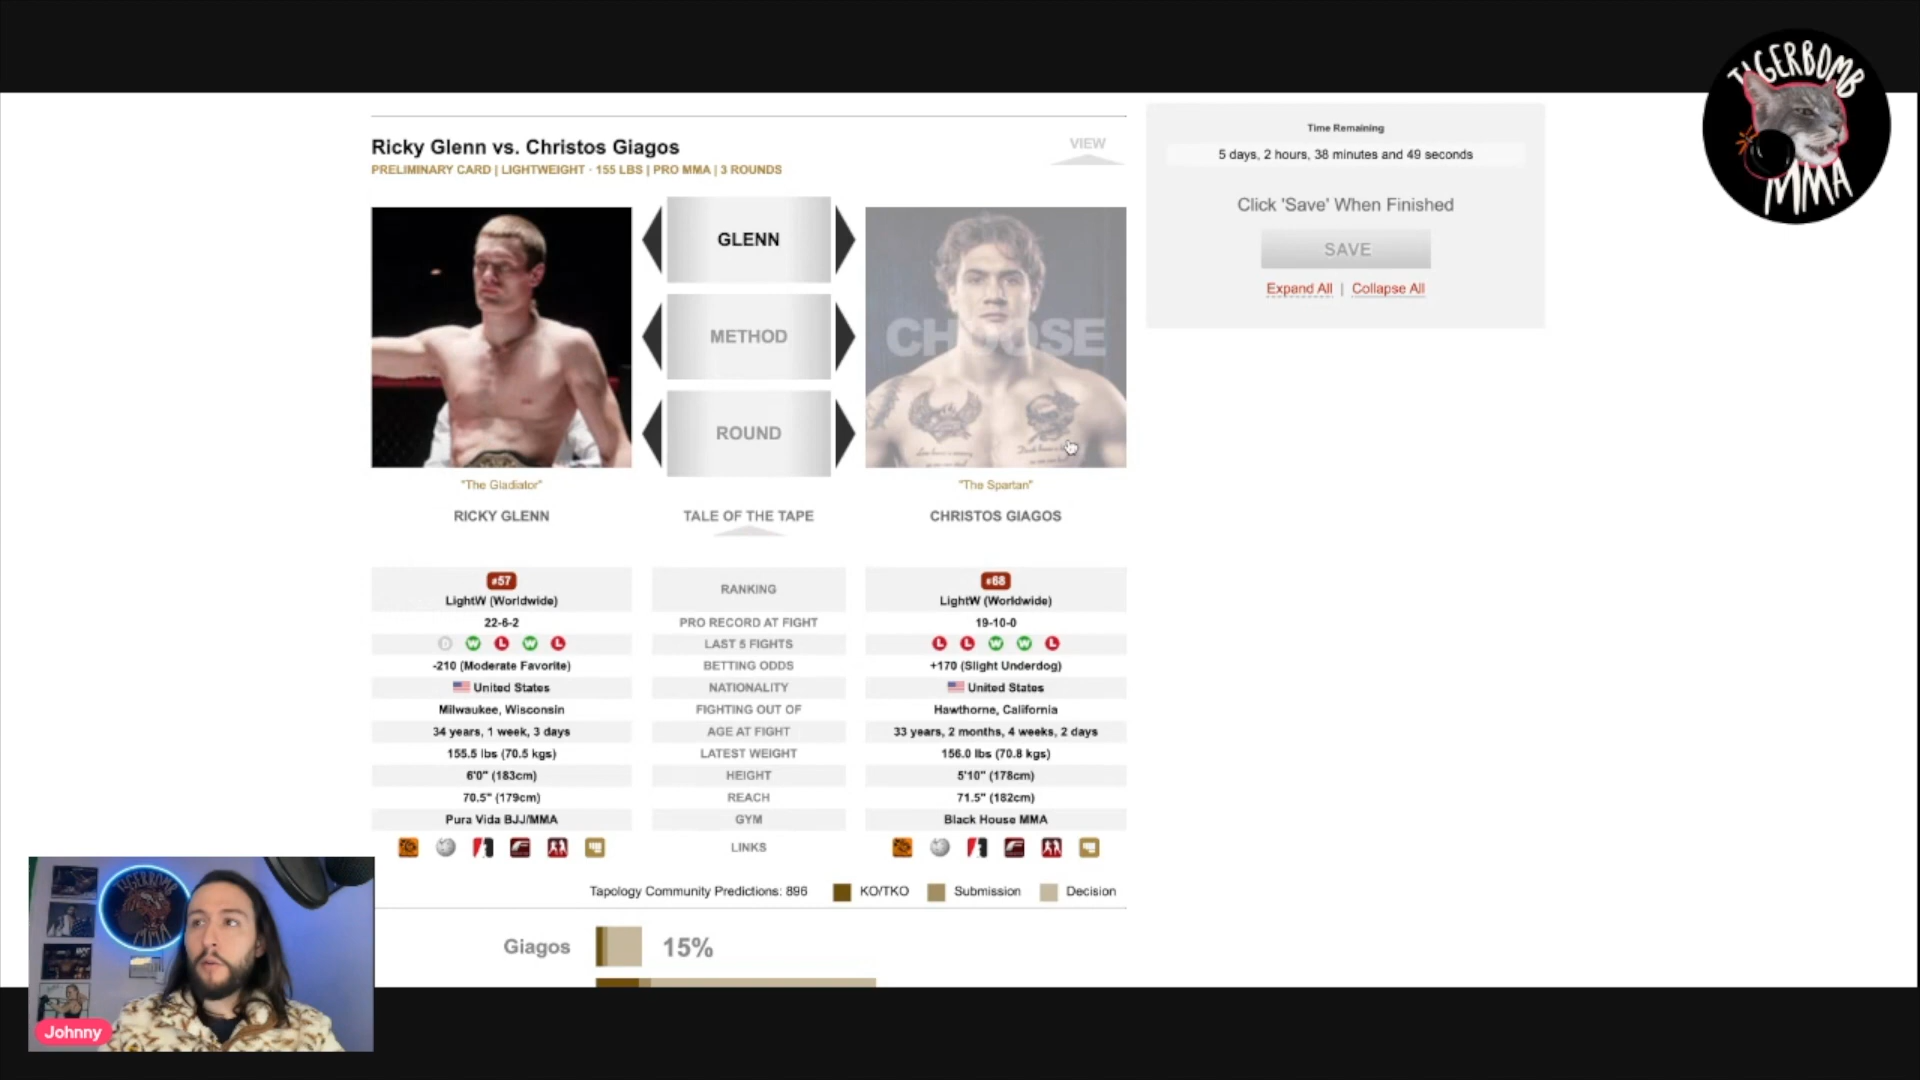 TIGERBOMB
MMA
Ricky Glenn vs. Christos Giagos
VIEW
PRELIMINARY CARD | LIGHTWEIGHT · 155 LBS | PRO MMA | 3 ROUNDS
Time Remaining
5 days, 2 hours, 38 minutes and 49 seconds
Click 'Save' When Finished
SAVE
Expand All | Collapse All
GLENN
METHOD
CHOOSE
ROUND
"The Gladiator"
"The Spartan"
RICKY GLENN
TALE OF THE TAPE
CHRISTOS GIAGOS
#57
RANKING
#68
LightW (Worldwide)
LightW (Worldwide)
22-6-2
PRO RECORD AT FIGHT
19-10-0
D W L W L
LAST 5 FIGHTS
L L W W L
-210 (Moderate Favorite)
BETTING ODDS
+170 (Slight Underdog)
United States
NATIONALITY
United States
Milwaukee, Wisconsin
FIGHTING OUT OF
Hawthorne, California
34 years, 1 week, 3 days
AGE AT FIGHT
33 years, 2 months, 4 weeks, 2 days
155.5 lbs (70.5 kgs)
LATEST WEIGHT
156.0 lbs (70.8 kgs)
6'0" (183cm)
HEIGHT
5'10" (178cm)
70.5" (179cm)
REACH
71.5" (182cm)
Pura Vida BJJ/MMA
GYM
Black House MMA
LINKS
Tapology Community Predictions: 896
KO/TKO
Submission
Decision
Giagos
15%
TIGERBOMB
MMA
Johnny